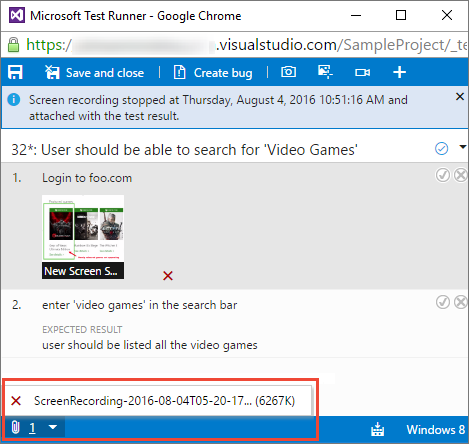 Microsoft Test Runner - Google Chrome
https:/
.visualstudio.com/SampleProject/_te
Save and close
Create bug
Screen recording stopped at Thursday, August 4, 2016 10:51:16 AM and
attached with the test result.
32*: User should be able to search for 'Video Games'
1. Login to foo.com
New Screen S...
2. enter 'video games' in the search bar
EXPECTED RESULT
user should be listed all the video games
ScreenRecording-2016-08-04T05-20-17... (6267K)
1
Windows 8